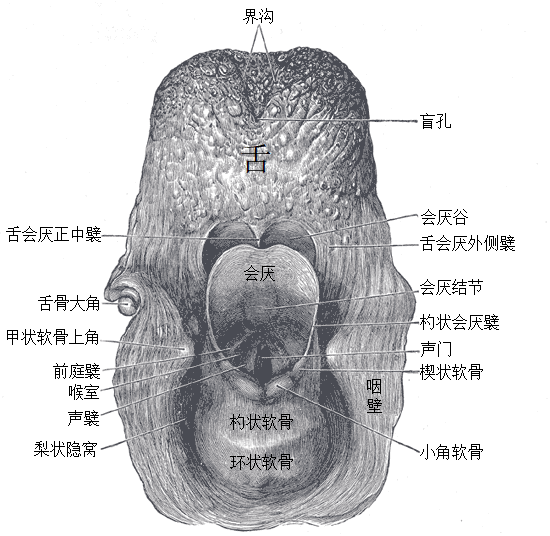 界沟
盲孔
舌
会厌谷
舌会厌正中襞
舌会厌外侧襞
会厌
会厌结节
舌骨大角
杓状会厌襞
甲状软骨上角
声门
前庭襞
楔状软骨
喉室
咽
壁
声襞
杓状软骨
梨状隐窝
小角软骨
环状软骨